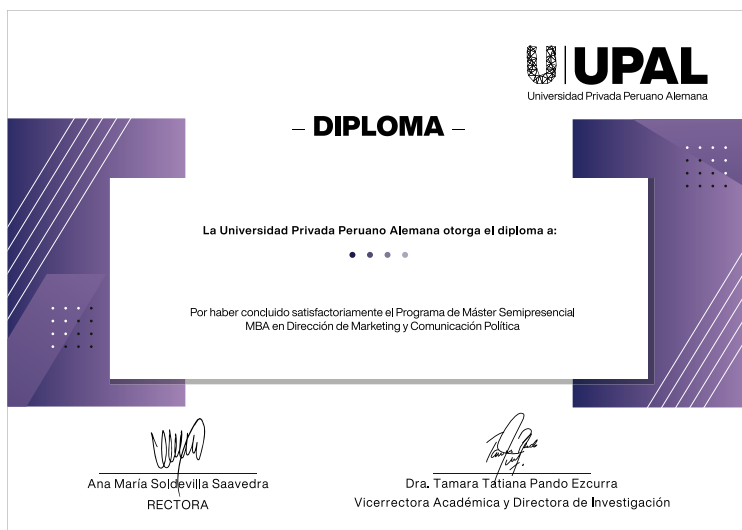 UPAL
Universidad Privada Peruano Alemana
– DIPLOMA –
La Universidad Privada Peruano Alemana otorga el diploma a:
Por haber concluido satisfactoriamente el Programa de Máster Semipresencial
MBA en Dirección de Marketing y Comunicación Política
Ana María Soldevilla Saavedra
RECTORA
Dra. Tamara Tatiana Pando Ezcurra
Vicerrectora Académica y Directora de Investigación